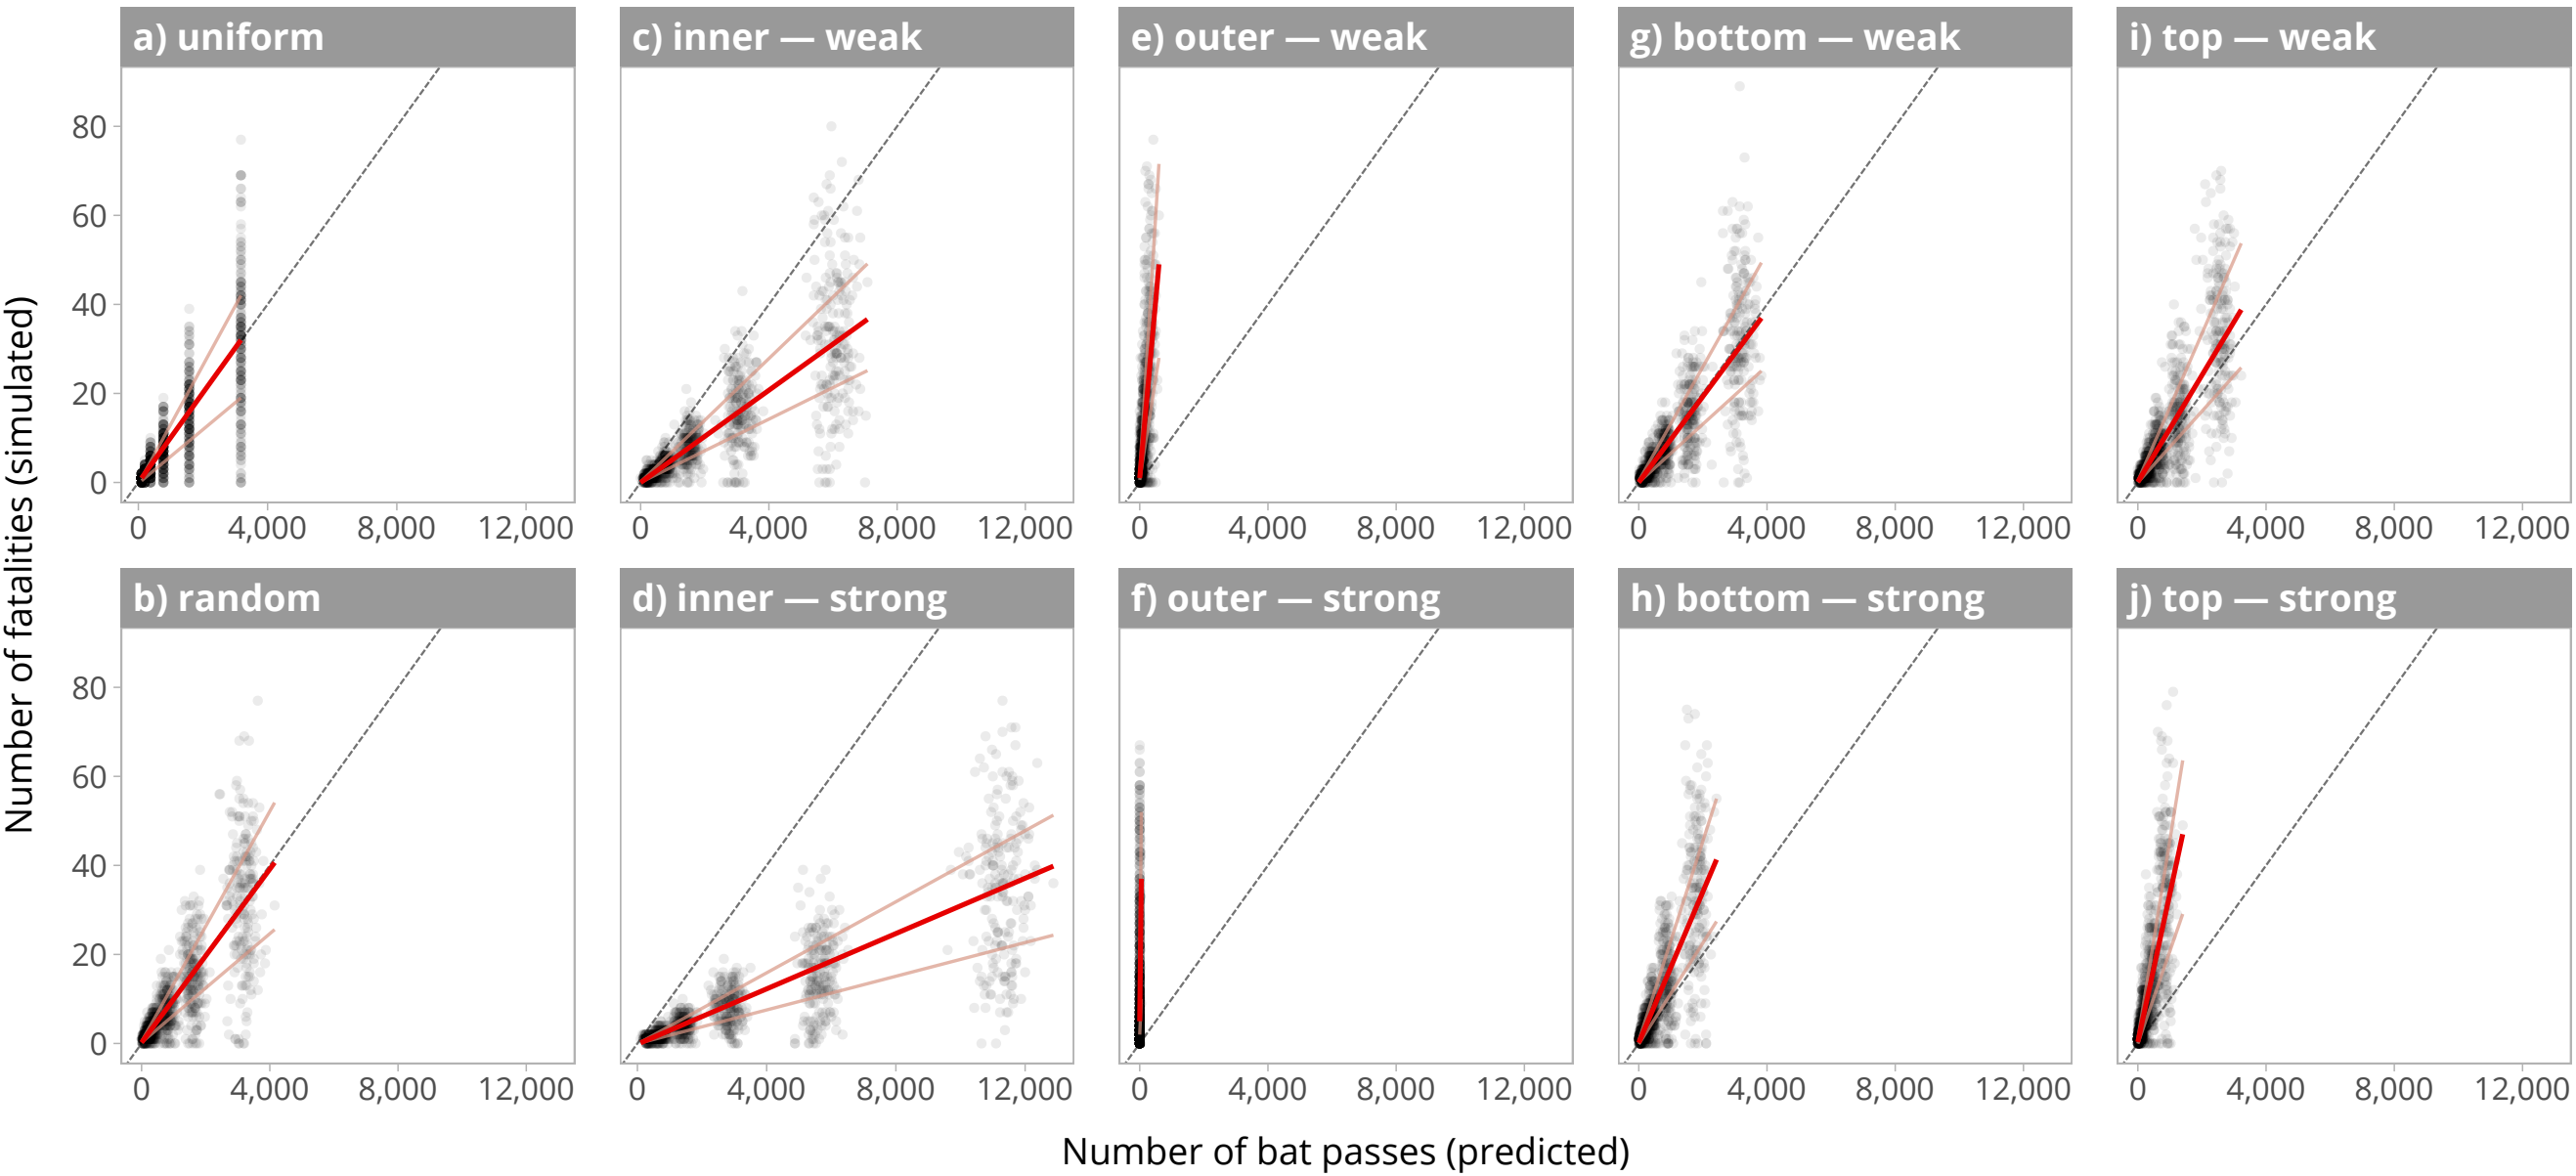 a) uniform
c) inner — weak
e) outer — weak
g) bottom — weak
i) top — weak
80
60
40
20
0
0 4,000 8,000 12,000
0 4,000 8,000 12,000
0 4,000 8,000 12,000
0 4,000 8,000 12,000
0 4,000 8,000 12,000
b) random
d) inner — strong
f) outer — strong
h) bottom — strong
j) top — strong
80
60
40
20
0
0 4,000 8,000 12,000
0 4,000 8,000 12,000
0 4,000 8,000 12,000
0 4,000 8,000 12,000
0 4,000 8,000 12,000
Number of fatalities (simulated)
Number of bat passes (predicted)